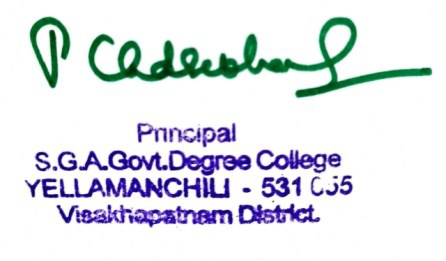 Principal
S.G.A.Govt.Degree College
YELLAMANCHILI - 531 055
Visakhapatnam District.